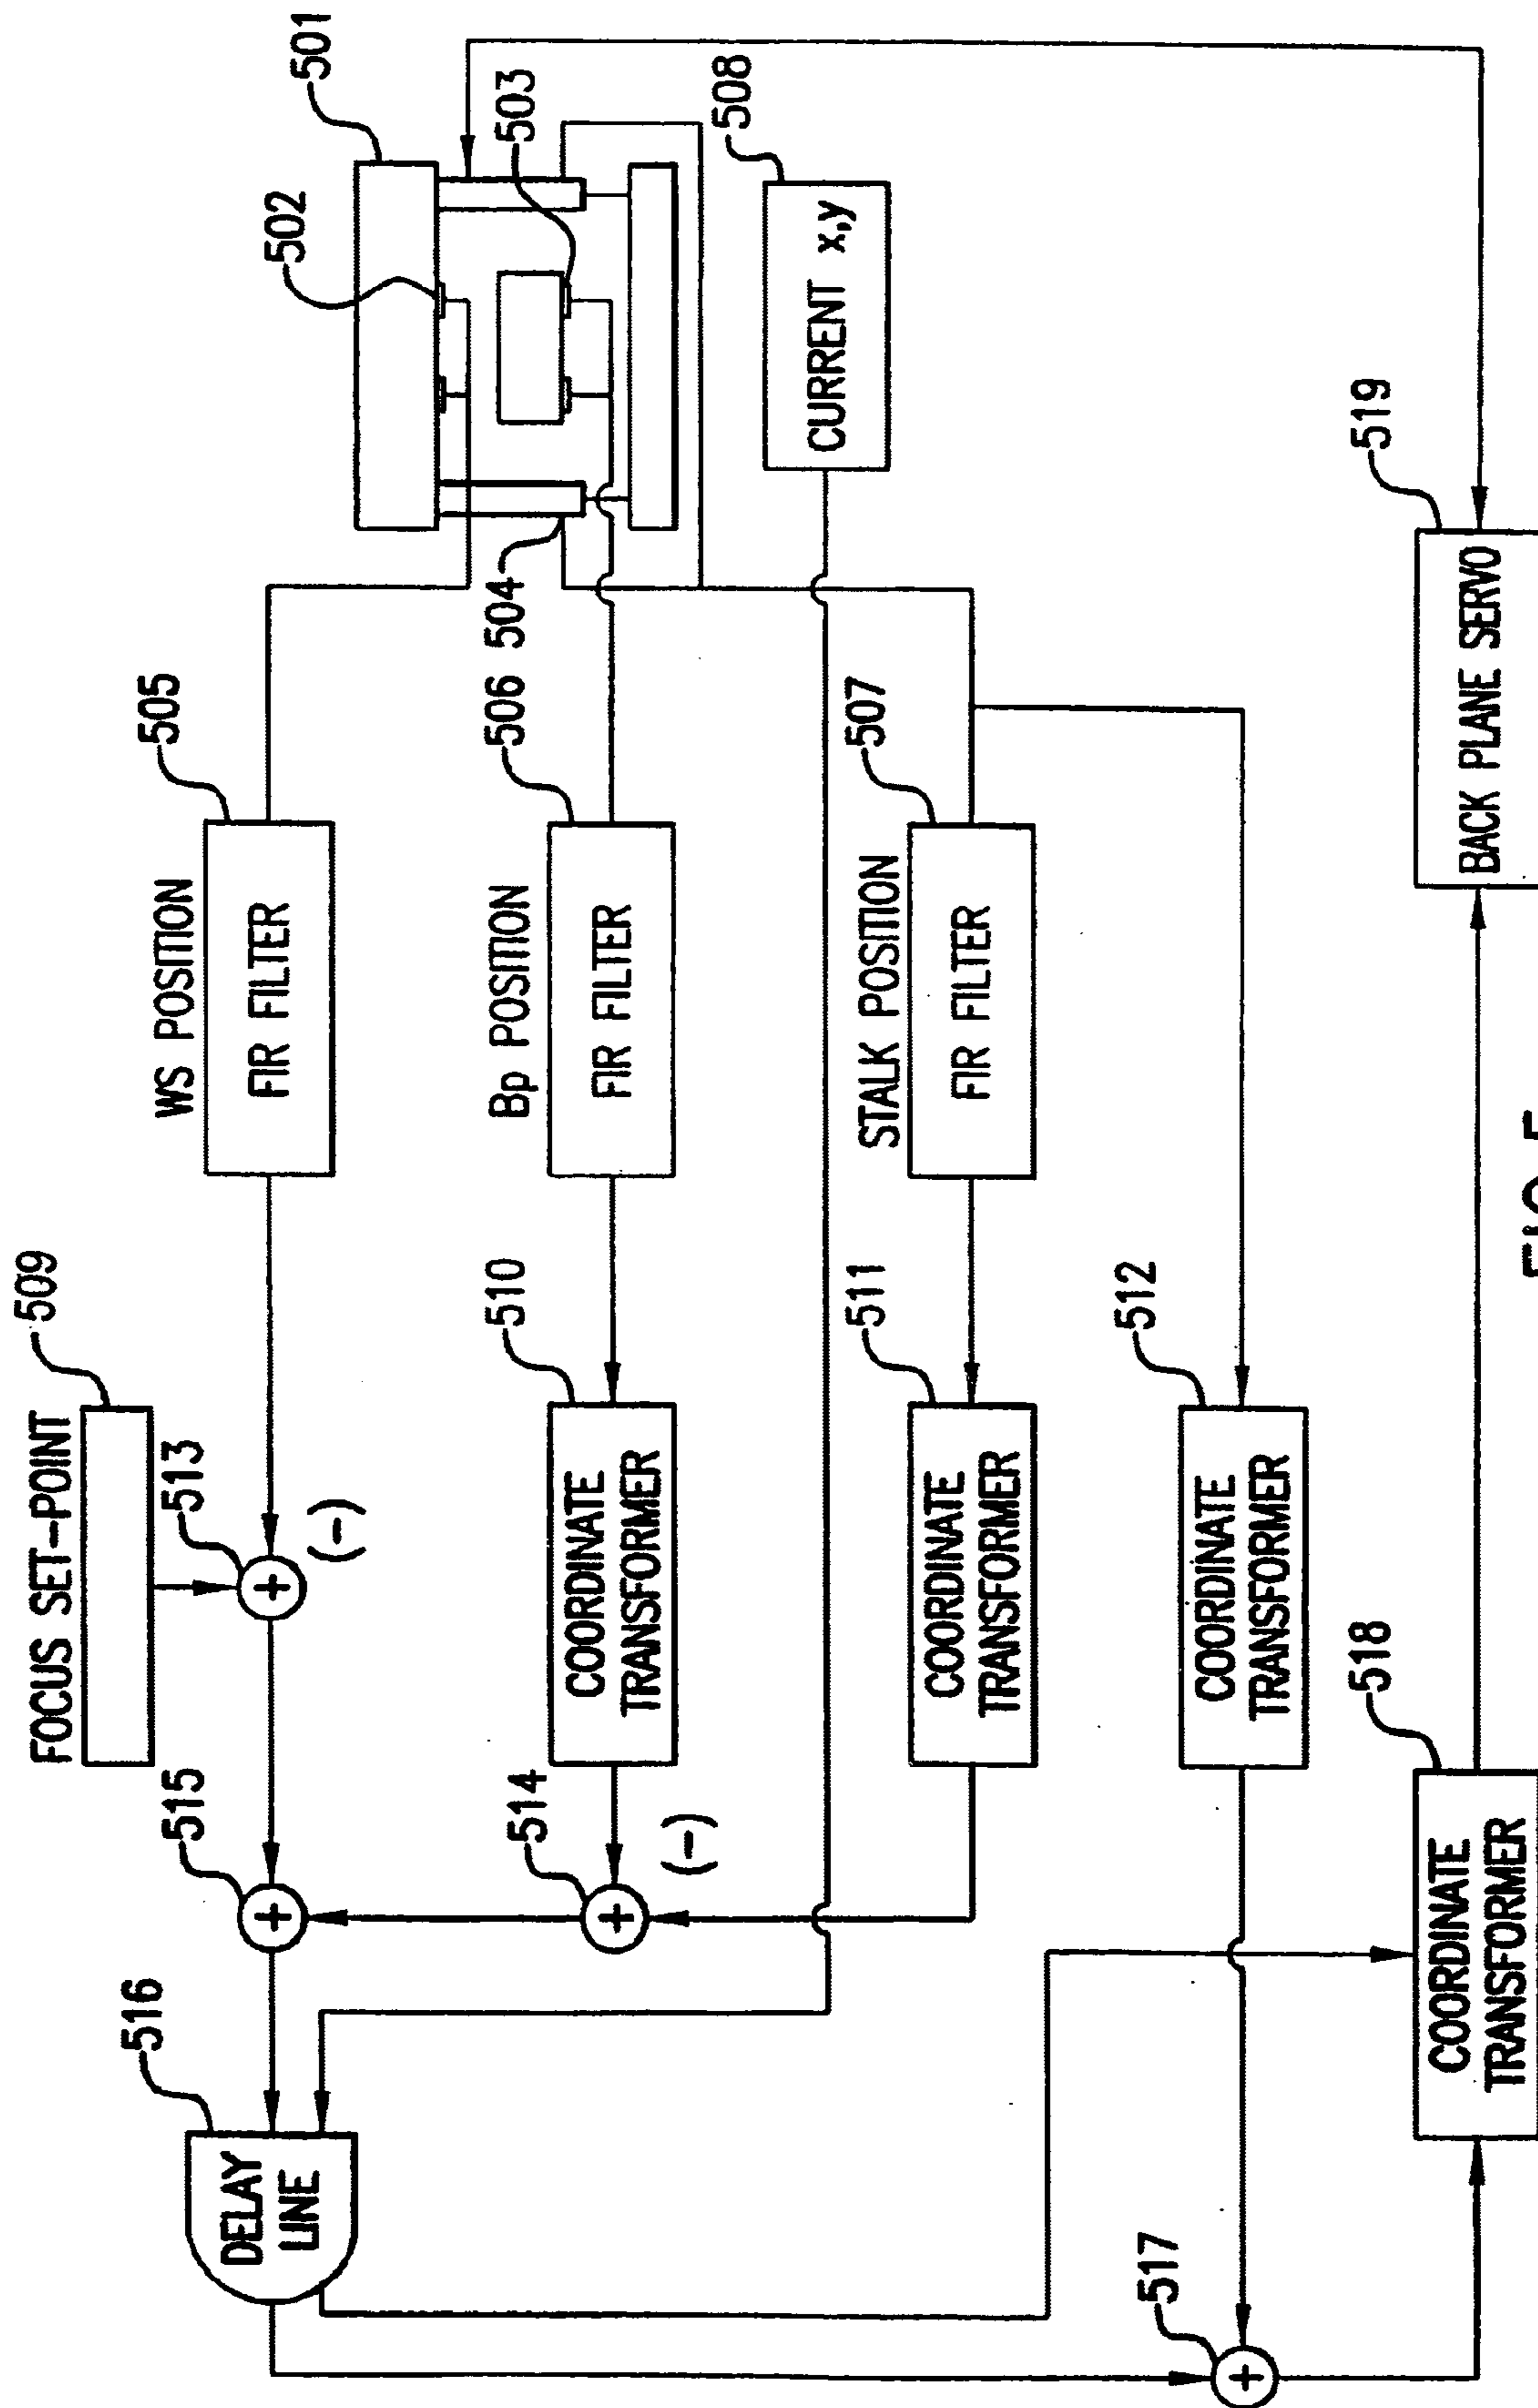 501
502
503
508
CURRENT x,y
504
505
WS POSITION
FIR FILTER
506
Bp POSITION
FIR FILTER
507
STALK POSITION
FIR FILTER
519
BACK PLANE SERVO
509
FOCUS SET-POINT
513
+
(-)
510
COORDINATE
TRANSFORMER
511
COORDINATE
TRANSFORMER
512
COORDINATE
TRANSFORMER
515
+
514
+
(-)
518
COORDINATE
TRANSFORMER
516
DELAY
LINE
517
+